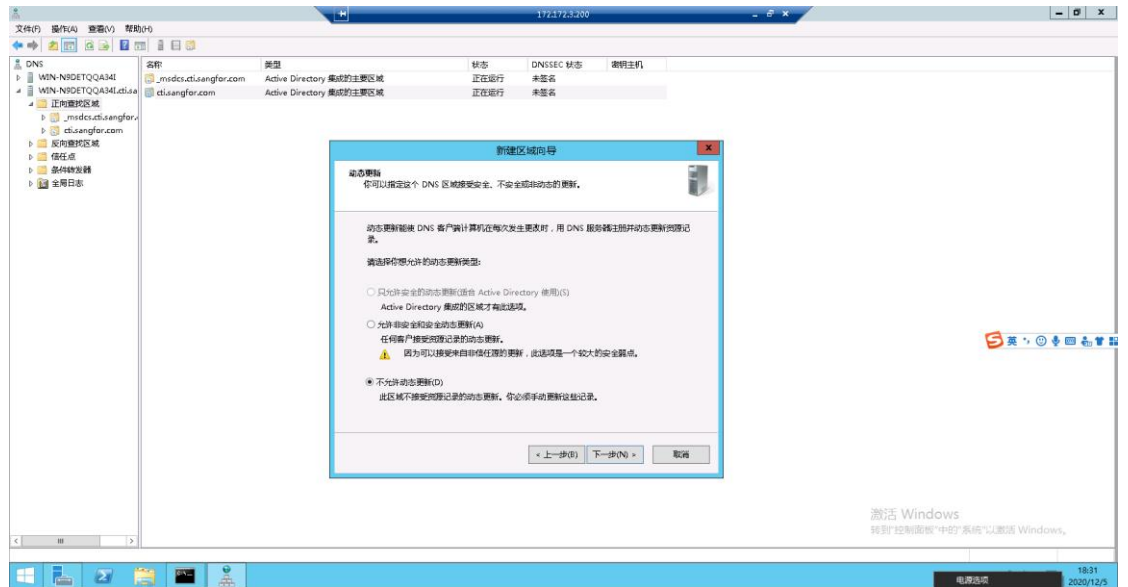 172.172.3.200
文件(F) 操作(A) 查看(V) 帮助(H)
DNS
WIN-N9DETQQA34I
WIN-N9DETQQA34I.cti.sa
正向查找区域
_msdcs.cti.sangfor.
cti.sangfor.com
反向查找区域
信任点
条件转发器
全局日志
名称 类型 状态 DNSSEC 状态 密钥主机
_msdcs.cti.sangfor.com Active Directory 集成的主要区域 正在运行 未签名
cti.sangfor.com Active Directory 集成的主要区域 正在运行 未签名
新建区域向导
动态更新
你可以指定这个 DNS 区域接受安全、不安全或非动态的更新。
动态更新能使 DNS 客户端计算机在每次发生更改时，用 DNS 服务器注册并动态更新资源记
录。
请选择你想允许的动态更新类型:
只允许安全的动态更新(适合 Active Directory 使用)(S)
Active Directory 集成的区域才有此选项。
允许非安全和安全动态更新(A)
任何客户接受资源记录的动态更新。
因为可以接受来自非信任源的更新，此选项是一个较大的安全弱点。
不允许动态更新(D)
此区域不接受资源记录的动态更新。你必须手动更新这些记录。
< 上一步(B) 下一步(N) > 取消
英
激活 Windows
转到"控制面板"中的"系统"以激活 Windows。
电源选项
18:31
2020/12/5